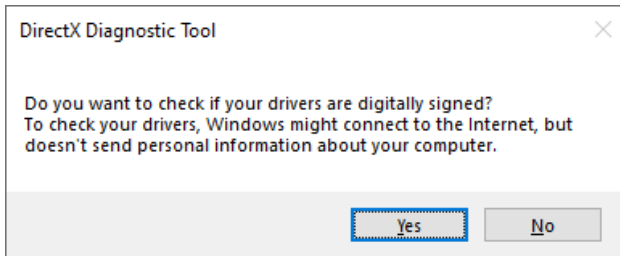 DirectX Diagnostic Tool
Do you want to check if your drivers are digitally signed?
To check your drivers, Windows might connect to the Internet, but
doesn't send personal information about your computer.
Yes
No